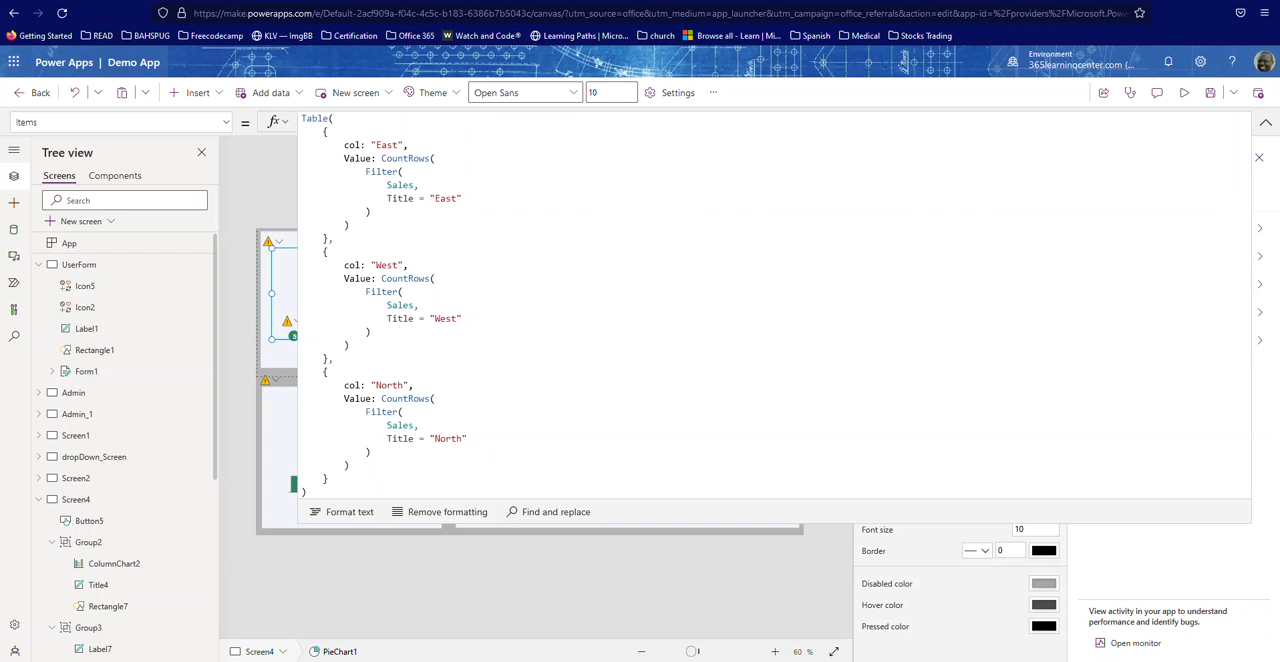 https://make.powerapps.com/e/Default-2acf909a-f04c-4c5c-b183-6386b7b5043c/canvas/?utm_source=office&utm_medium=app_launcher&utm_campaign=office_referrals&action=edit&app-id=%2Fproviders%2FMicrosoft.Powe
Getting Started READ BAHSPUG Freecodecamp KLV — ImgBB Certification Office 365 Watch and Code® Learning Paths | Micro... church Browse all - Learn | Mi... Spanish Medical Stocks Trading
Power Apps | Demo App
Environment
365learningcenter.com (...
Back Insert Add data New screen Theme Open Sans 10 Settings ...
Items = fx
Table(
{
col: "East",
Value: CountRows(
Filter(
Sales,
Title = "East"
)
)
},
{
col: "West",
Value: CountRows(
Filter(
Sales,
Title = "West"
)
)
},
{
col: "North",
Value: CountRows(
Filter(
Sales,
Title = "North"
)
)
}
)
Format text Remove formatting Find and replace
Tree view
Screens Components
Search
New screen
App
UserForm
Icon5
Icon2
Label1
Rectangle1
Form1
Admin
Admin_1
Screen1
dropDown_Screen
Screen2
Screen4
Button5
Group2
ColumnChart2
Title4
Rectangle7
Group3
Label7
Font size 10
Border 0
Disabled color
Hover color
Pressed color
View activity in your app to understand
performance and identify bugs.
Open monitor
Screen4 PieChart1 — + 60 %